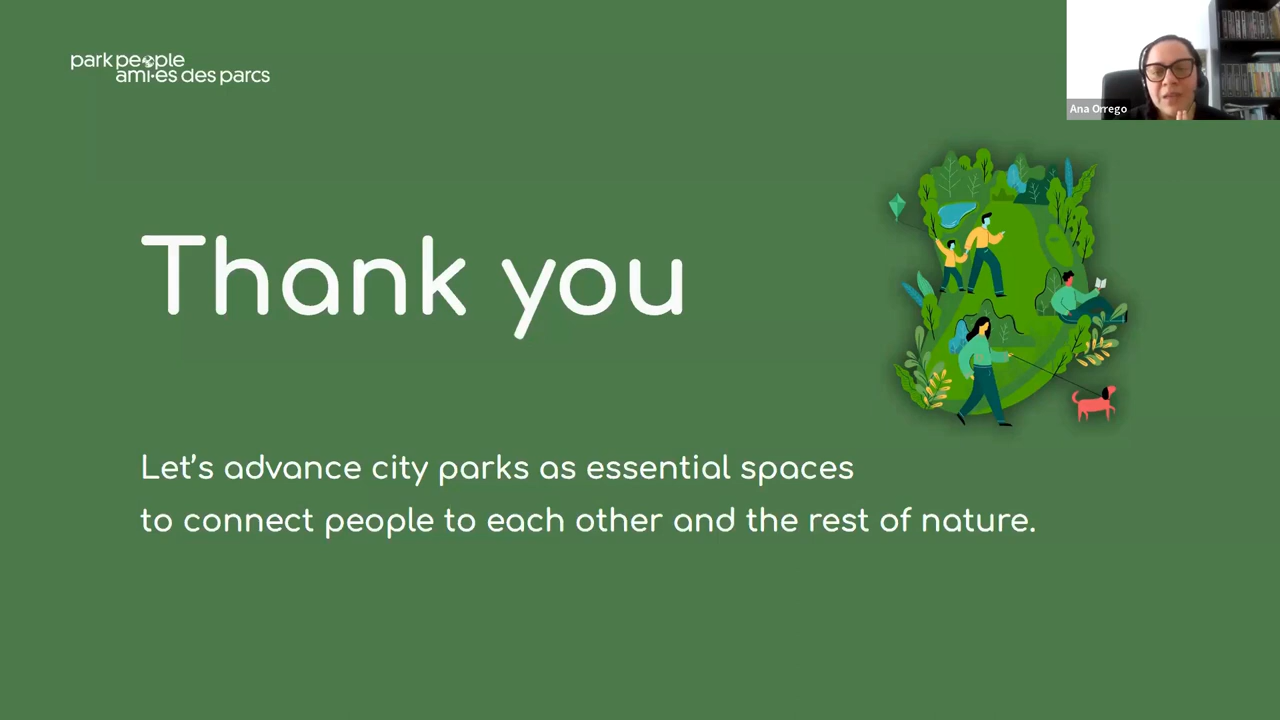 park people
ami·es des parcs
Ana Orrego
Thank you
Let's advance city parks as essential spaces
to connect people to each other and the rest of nature.